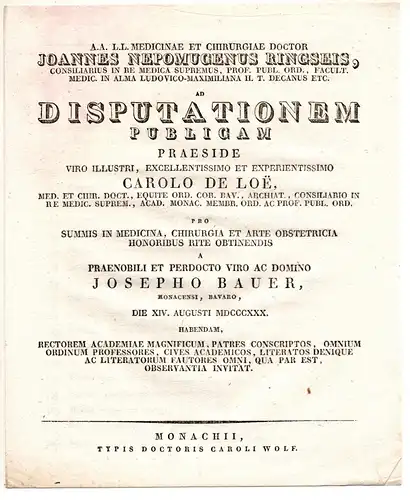 A.A. L.L. MEDICINAE ET CHIRURGIAE DOCTOR
JOANNES NEPOMUCENUS RINGSEIS,
CONSILIARIUS IN RE MEDICA SUPREMUS, PROF. PUBL. ORD., FACULT.
MEDIC. IN ALMA LUDOVICO-MAXIMILIANA H. T. DECANUS ETC.
AD
DISPUTATIONEM
PUBLICAM
PRAESIDE
VIRO ILLUSTRI, EXCELLENTISSIMO ET EXPERIENTISSIMO
CAROLO DE LOË,
MED. ET CHIR. DOCT., EQUITE ORD. COR. BAV., ARCHIAT., CONSILIARIO IN
RE MEDIC. SUPREM., ACAD. MONAC. MEMBR. ORD. AC PROF. PUBL. ORD.
PRO
SUMMIS IN MEDICINA, CHIRURGIA ET ARTE OBSTETRICIA
HONORIBUS RITE OBTINENDIS
A
PRAENOBILI ET PERDOCTO VIRO AC DOMINO
JOSEPHO BAUER,
MONACENSI, BAVARO,
DIE XIV. AUGUSTI MDCCCXXX.
HABENDAM,
RECTOREM ACADEMIAE MAGNIFICUM, PATRES CONSCRIPTOS, OMNIUM
ORDINUM PROFESSORES, CIVES ACADEMICOS, LITERATOS DENIQUE
AC LITERATORUM FAUTORES OMNI, QUA PAR EST,
OBSERVANTIA INVITAT.
MONACHII,
TYPIS DOCTORIS CAROLI WOLF.